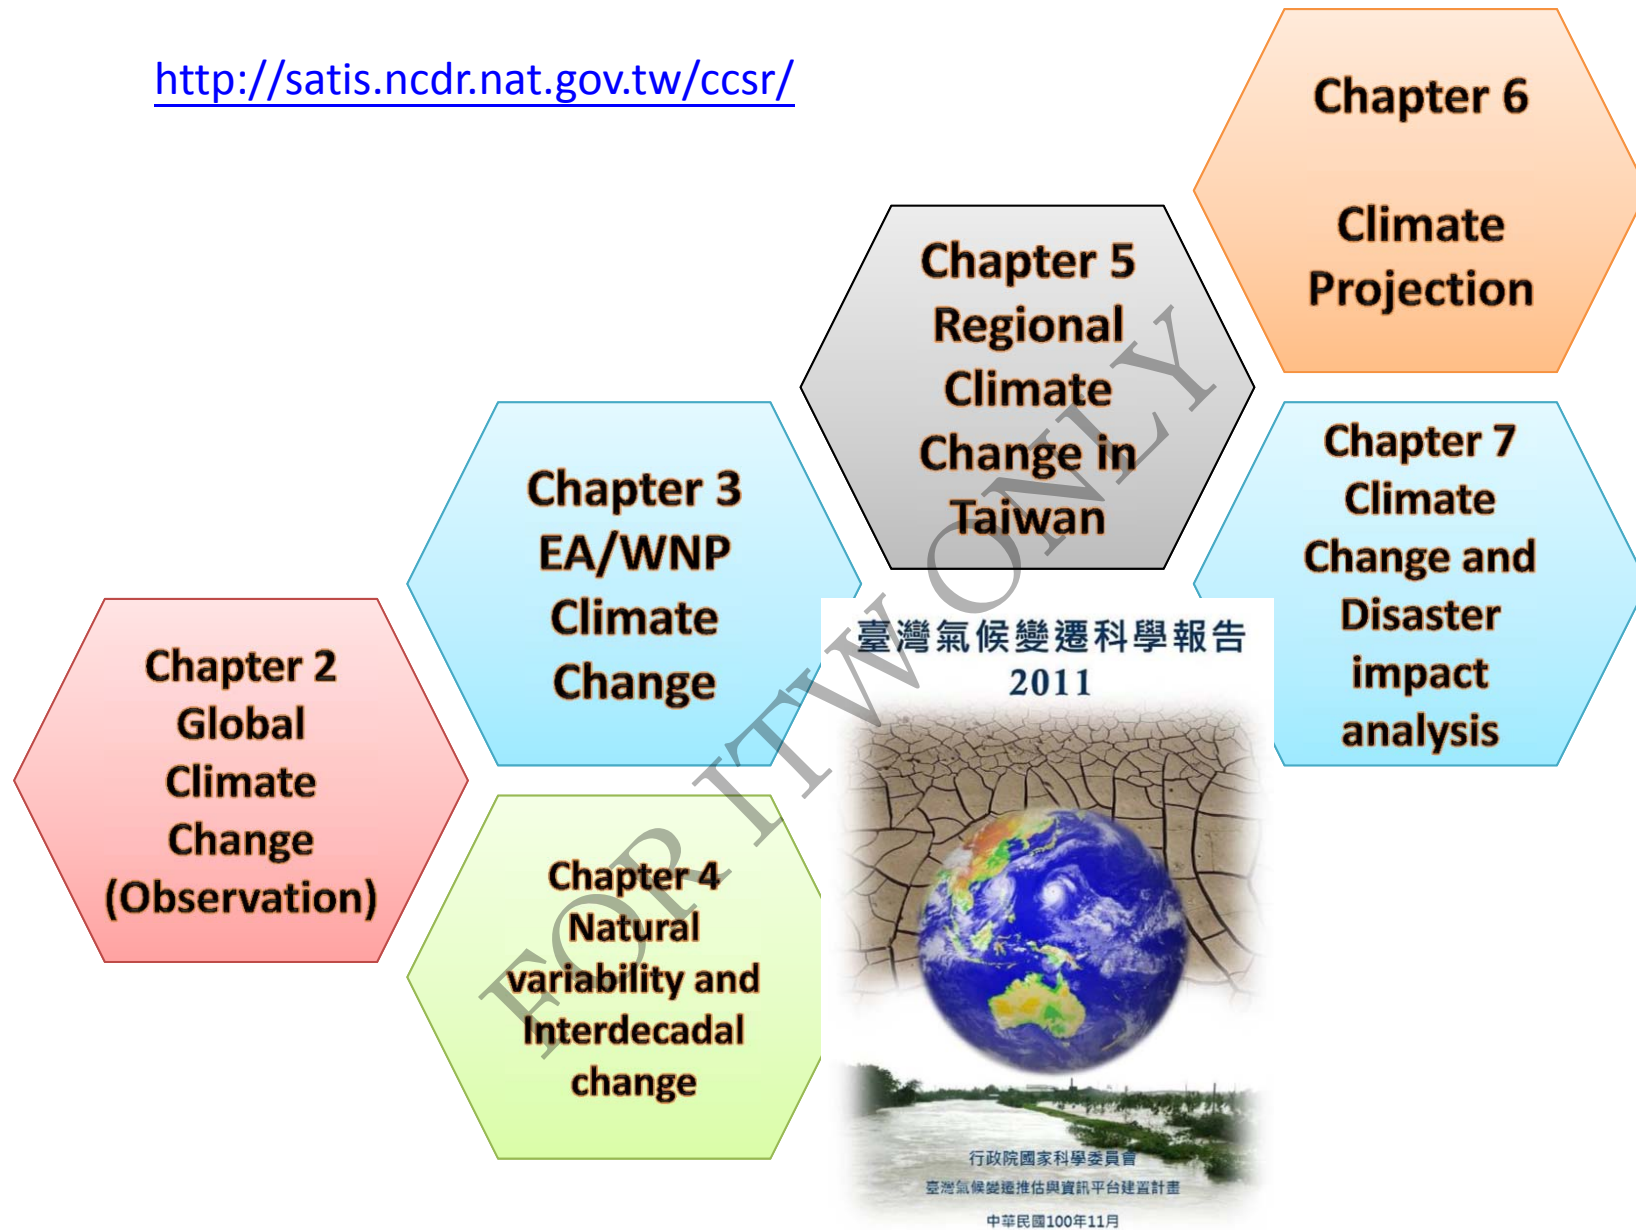 http://satis.ncdr.nat.gov.tw/ccsr/
Chapter 6
Climate
Projection
Chapter 5
Regional
Climate
Change in
Taiwan
Chapter 3
EA/WNP
Climate
Change
Chapter 7
Climate
Change and
Disaster
impact
analysis
Chapter 2
Global
Climate
Change
(Observation)
Chapter 4
Natural
variability and
Interdecadal
change
臺灣氣候變遷科學報告
2011
行政院國家科學委員會
臺灣氣候變遷推估與資訊平台建置計畫
中華民國100年11月
FOR ITW ONLY